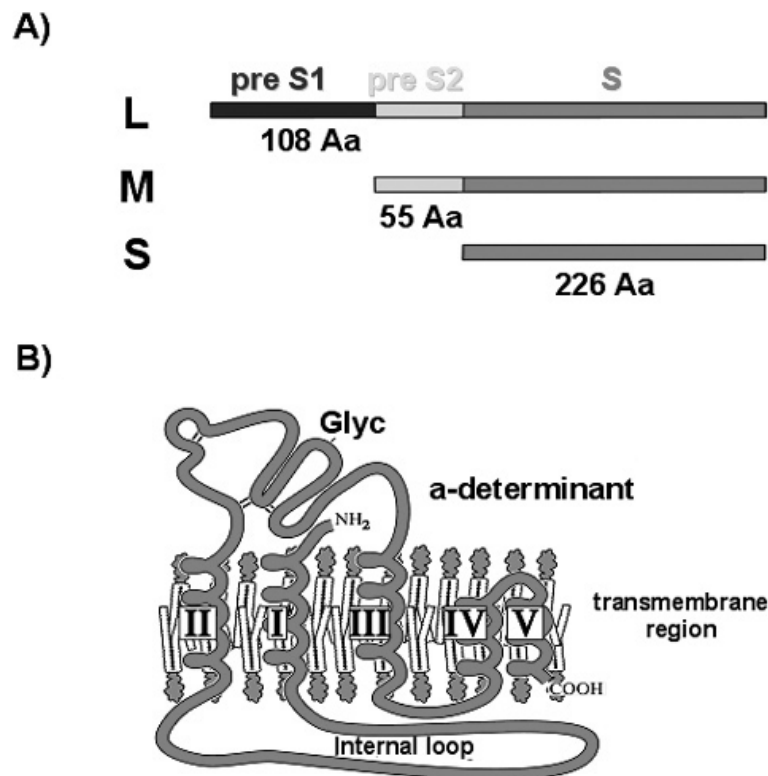 A)
pre S1 pre S2 S
L
108 Aa
M
55 Aa
S
226 Aa
B)
Glyc
a-determinant
NH2
II I III IV V
transmembrane
region
COOH
Internal loop